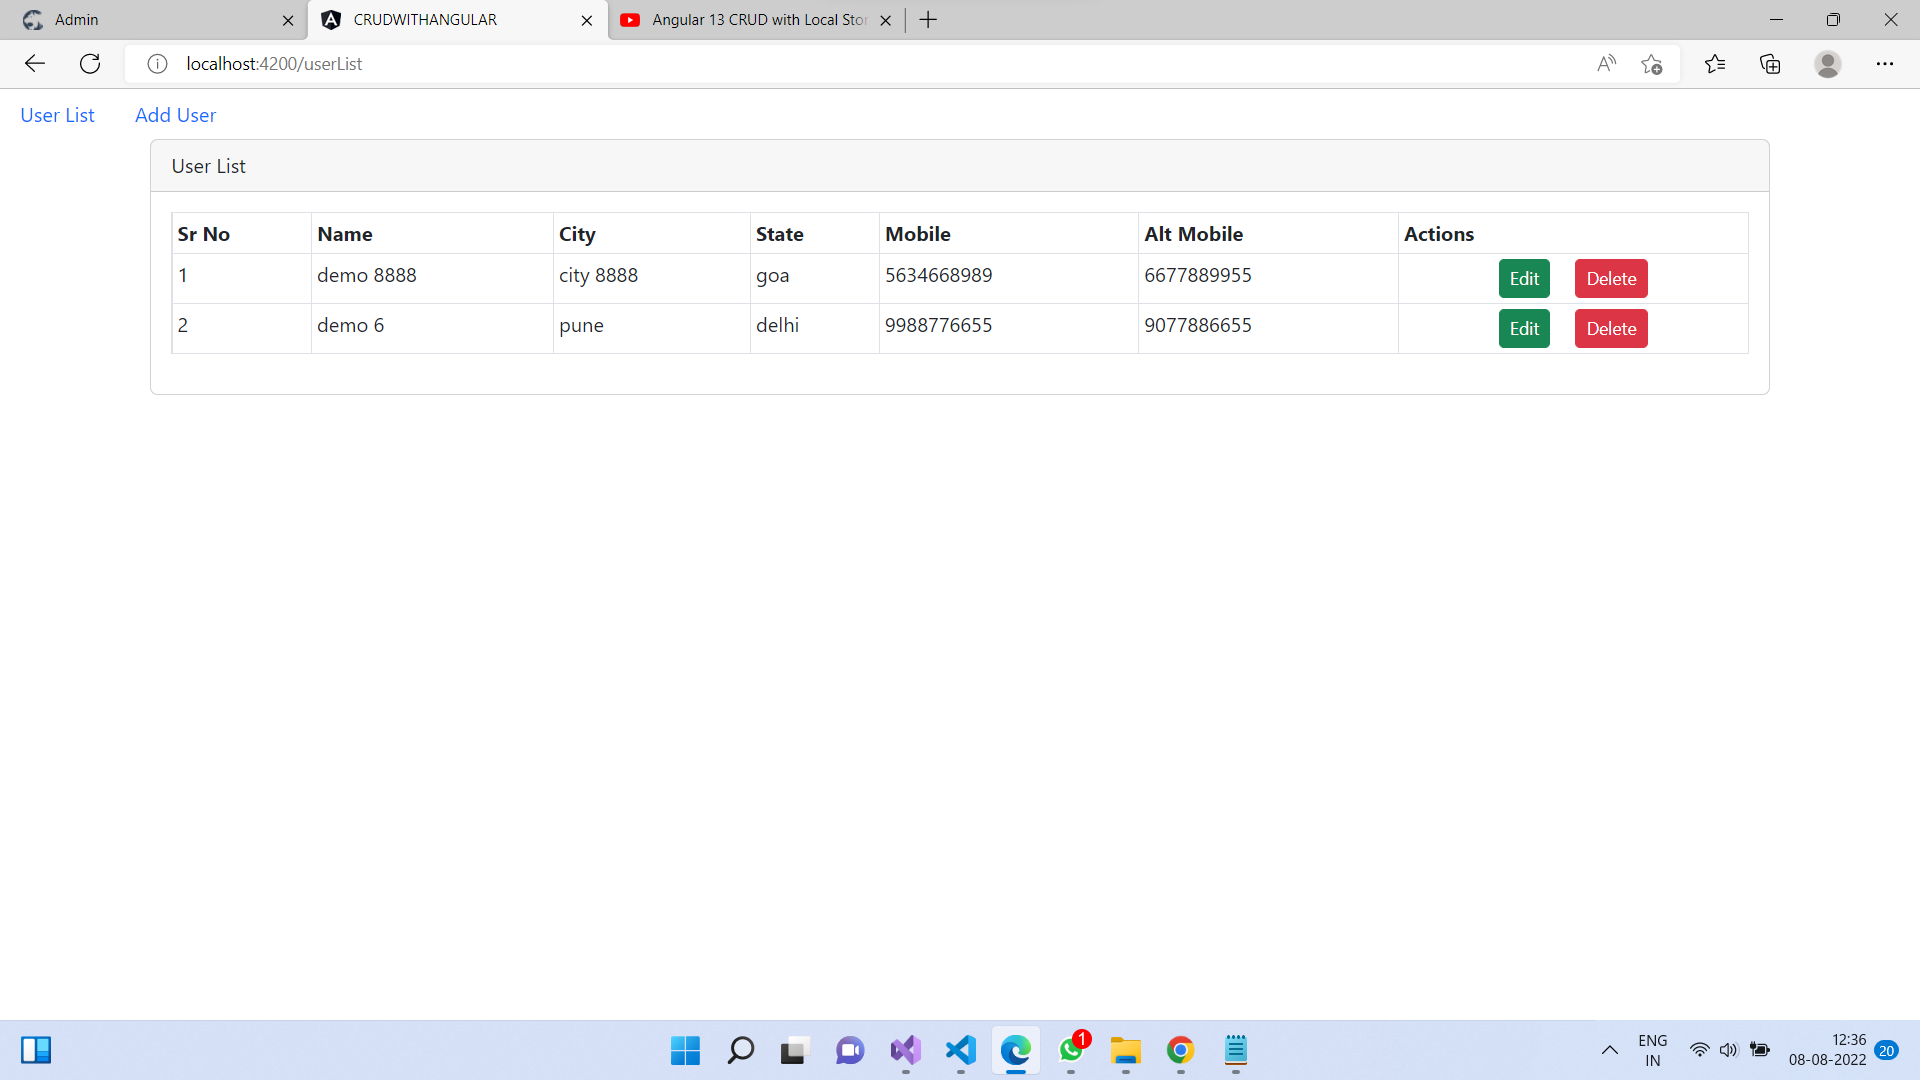 Admin
CRUDWITHANGULAR
Angular 13 CRUD with Local Stor
localhost:4200/userList
User List Add User
User List
Sr No Name City State Mobile Alt Mobile Actions
1 demo 8888 city 8888 goa 5634668989 6677889955 Edit Delete
2 demo 6 pune delhi 9988776655 9077886655 Edit Delete
1
ENG
IN
12:36
08-08-2022
20